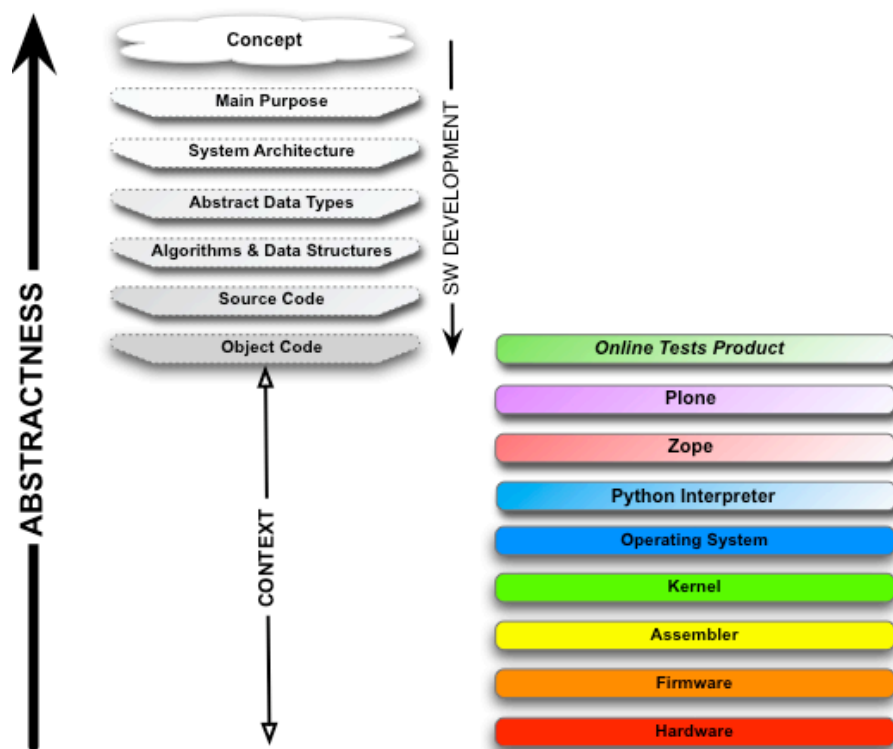 Concept
Main Purpose
System Architecture
Abstract Data Types
Algorithms & Data Structures
Source Code
Object Code
ABSTRACTNESS
SW DEVELOPMENT
CONTEXT
Online Tests Product
Plone
Zope
Python Interpreter
Operating System
Kernel
Assembler
Firmware
Hardware